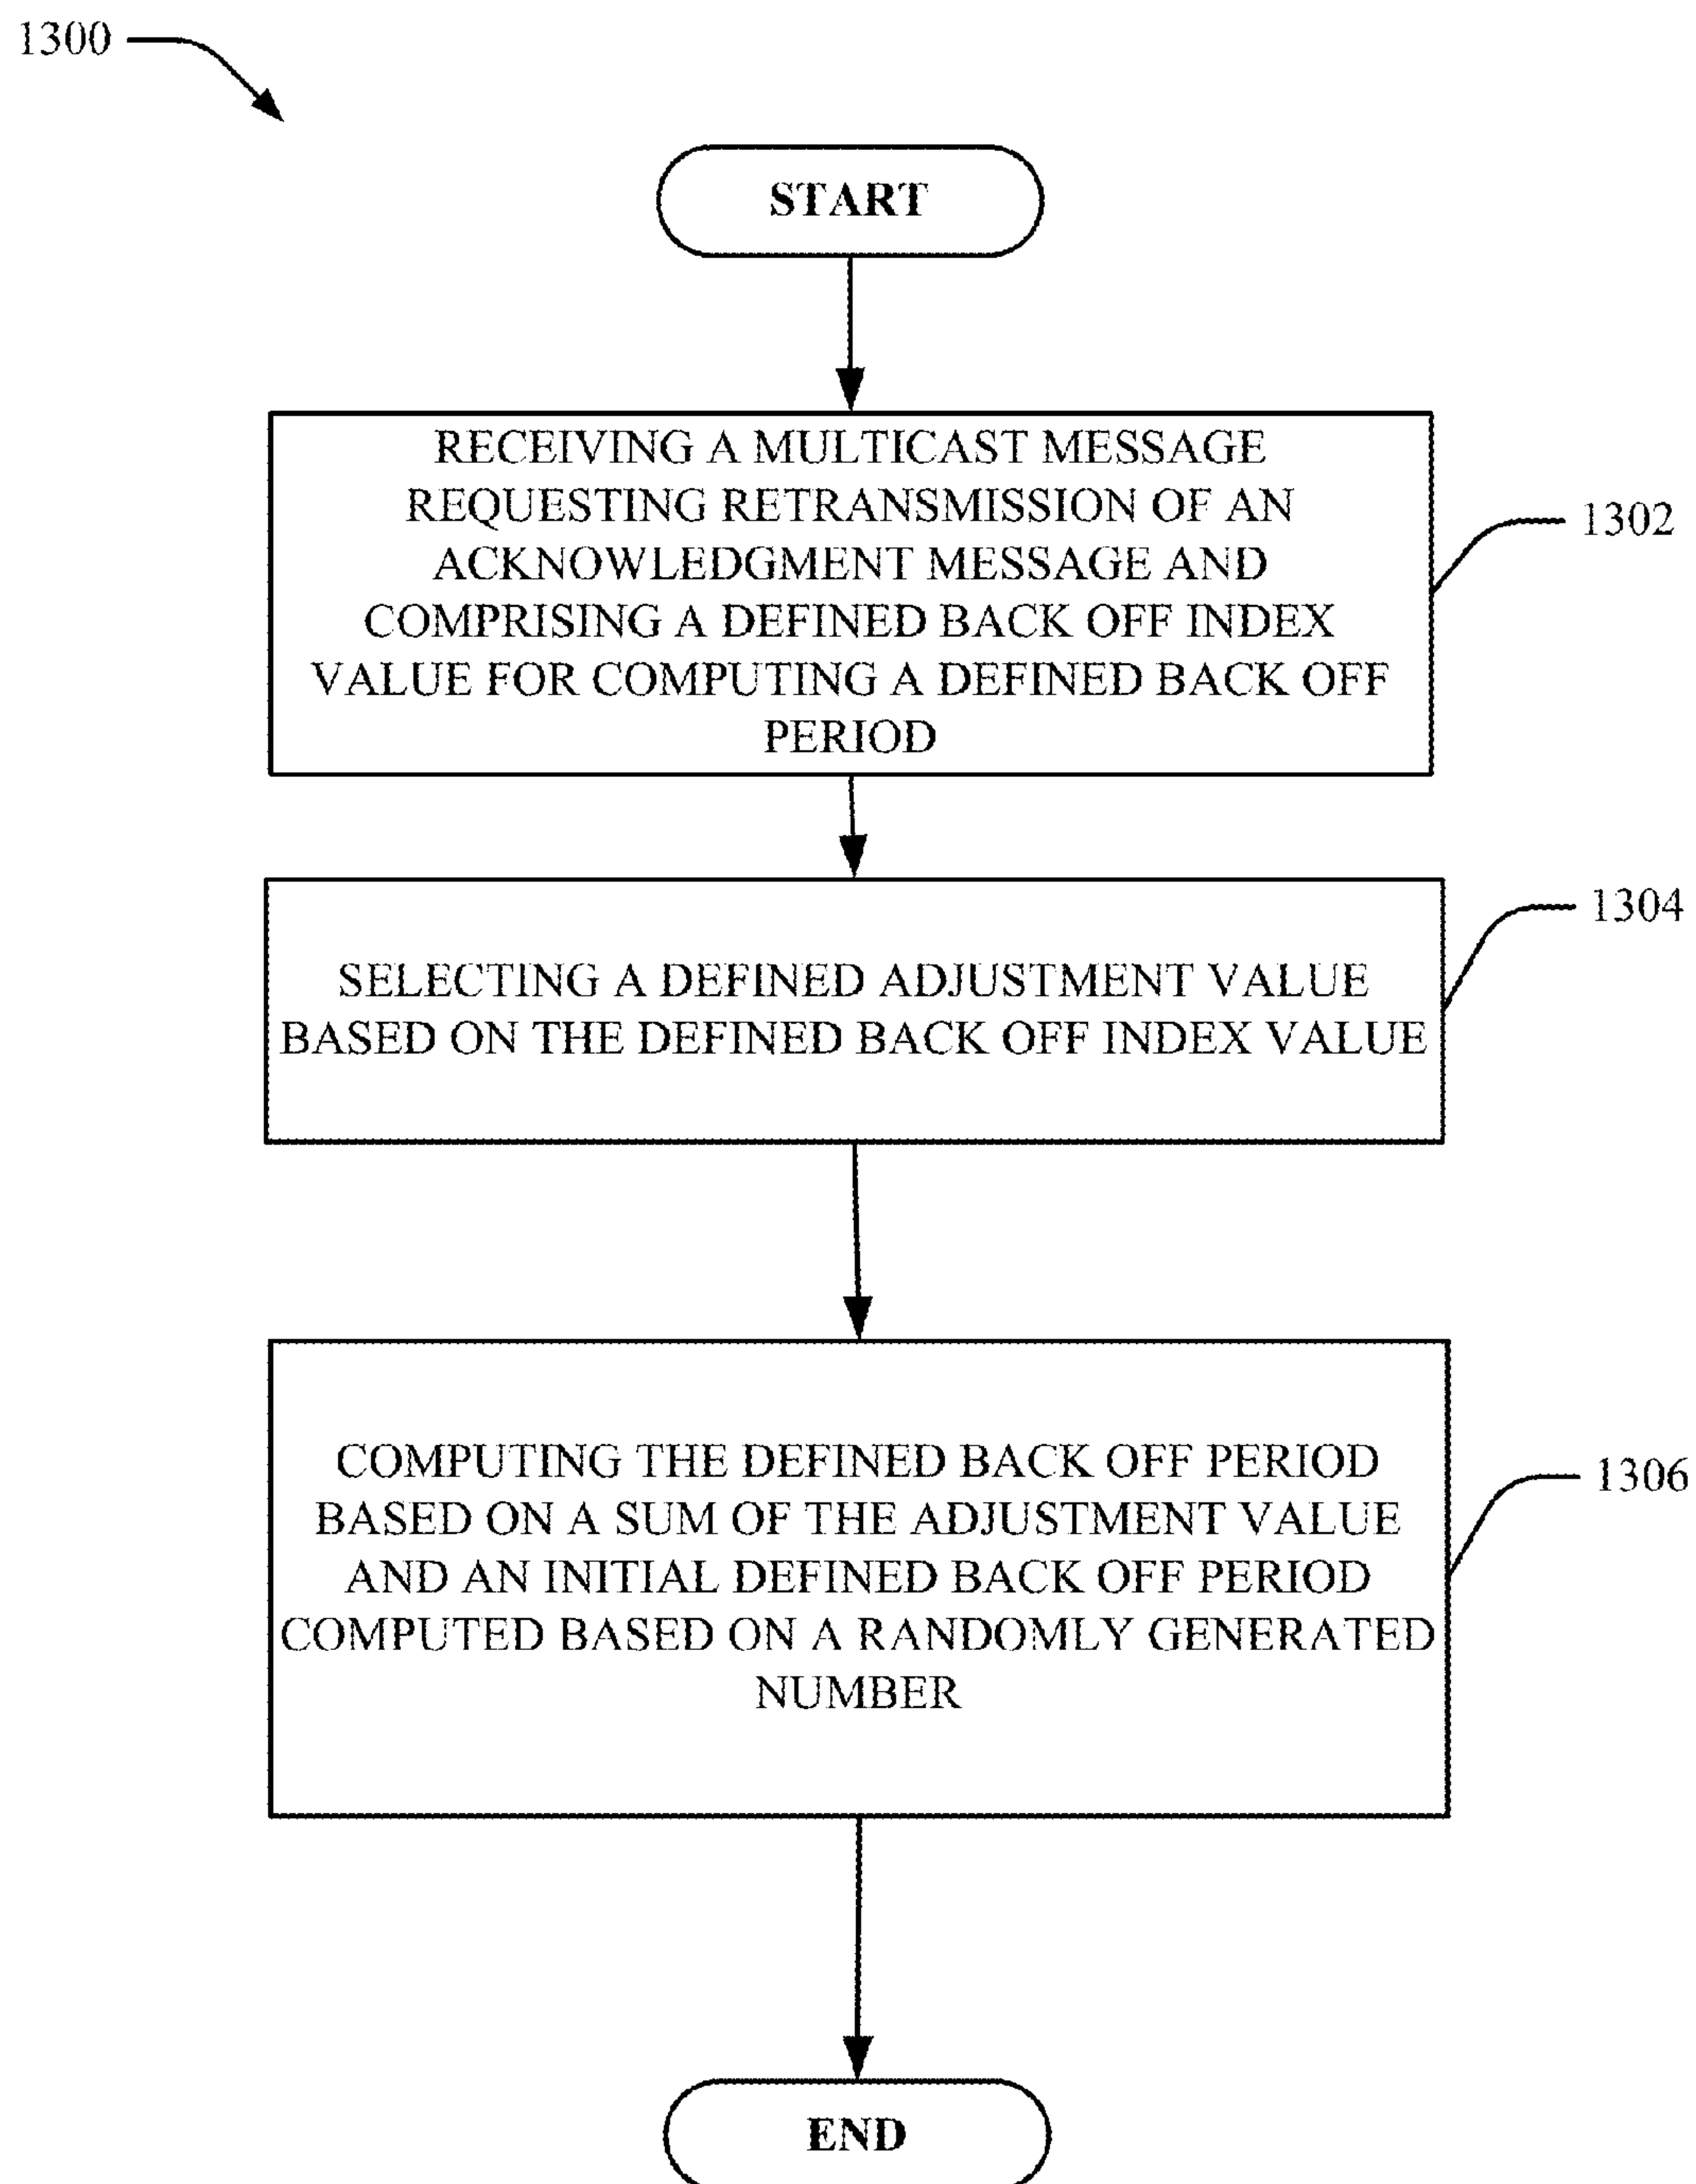 1300
START
RECEIVING A MULTICAST MESSAGE
REQUESTING RETRANSMISSION OF AN
ACKNOWLEDGMENT MESSAGE AND
COMPRISING A DEFINED BACK OFF INDEX
VALUE FOR COMPUTING A DEFINED BACK OFF
PERIOD
1302
SELECTING A DEFINED ADJUSTMENT VALUE
BASED ON THE DEFINED BACK OFF INDEX VALUE
1304
COMPUTING THE DEFINED BACK OFF PERIOD
BASED ON A SUM OF THE ADJUSTMENT VALUE
AND AN INITIAL DEFINED BACK OFF PERIOD
COMPUTED BASED ON A RANDOMLY GENERATED
NUMBER
1306
END